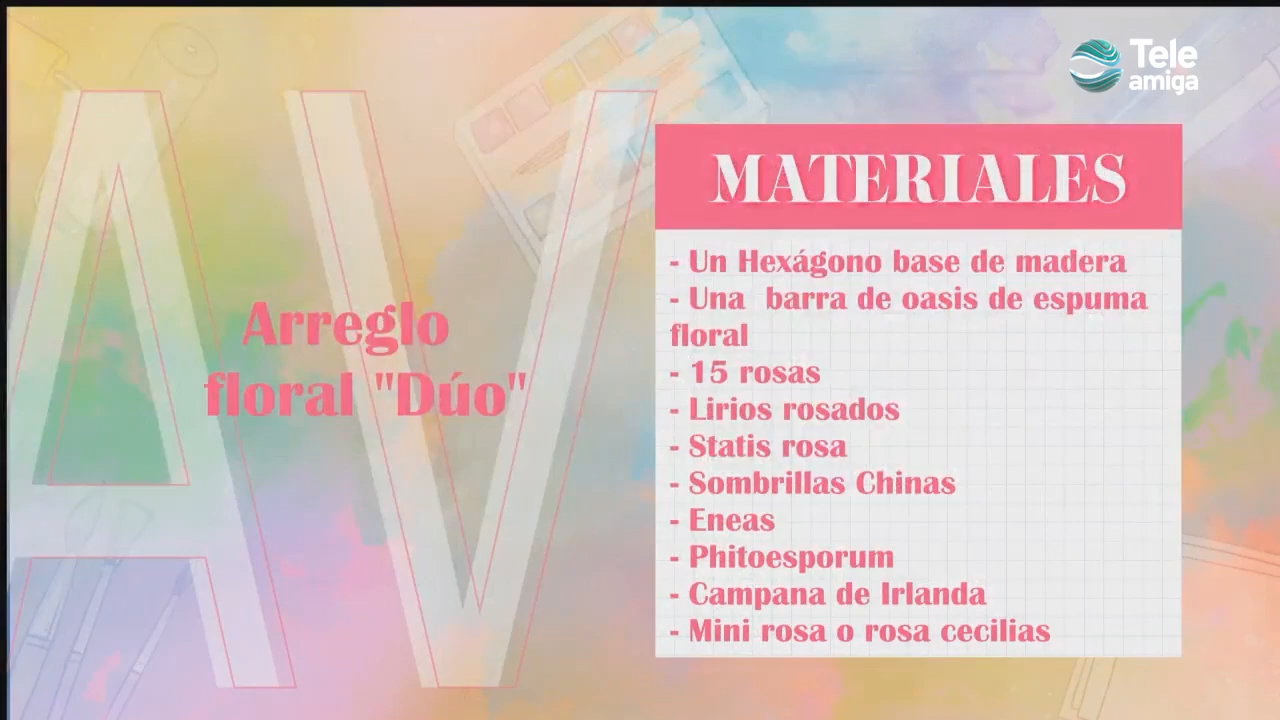 Tele
amiga
MATERIALES
- Un Hexágono base de madera
- Una  barra de oasis de espuma
floral
- 15 rosas
- Lirios rosados
- Statis rosa
- Sombrillas Chinas
- Eneas
- Phitoesporum
- Campana de Irlanda
- Mini rosa o rosa cecilias
Arreglo
floral "Dúo"
AV